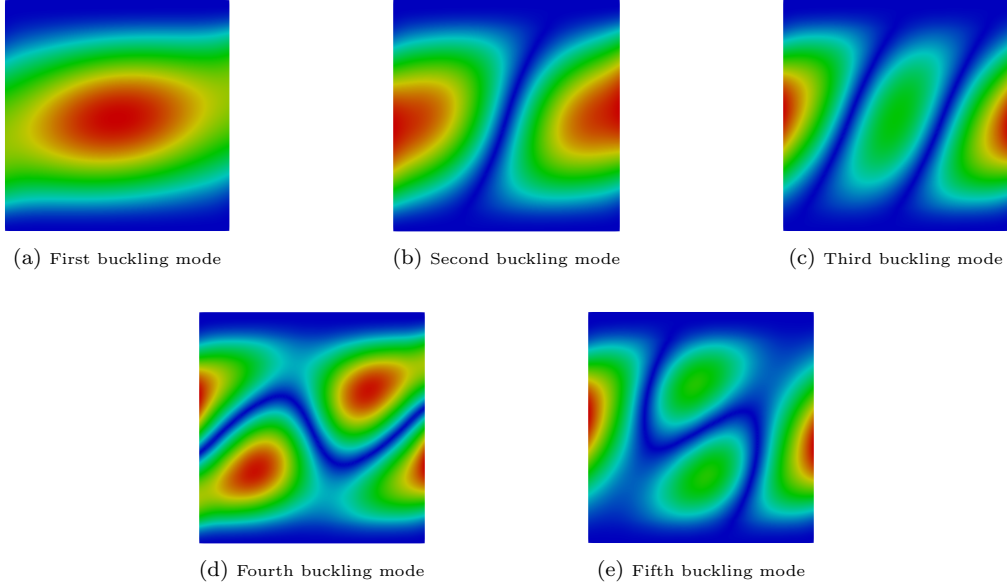 (a) First buckling mode
(b) Second buckling mode
(c) Third buckling mode
(d) Fourth buckling mode
(e) Fifth buckling mode